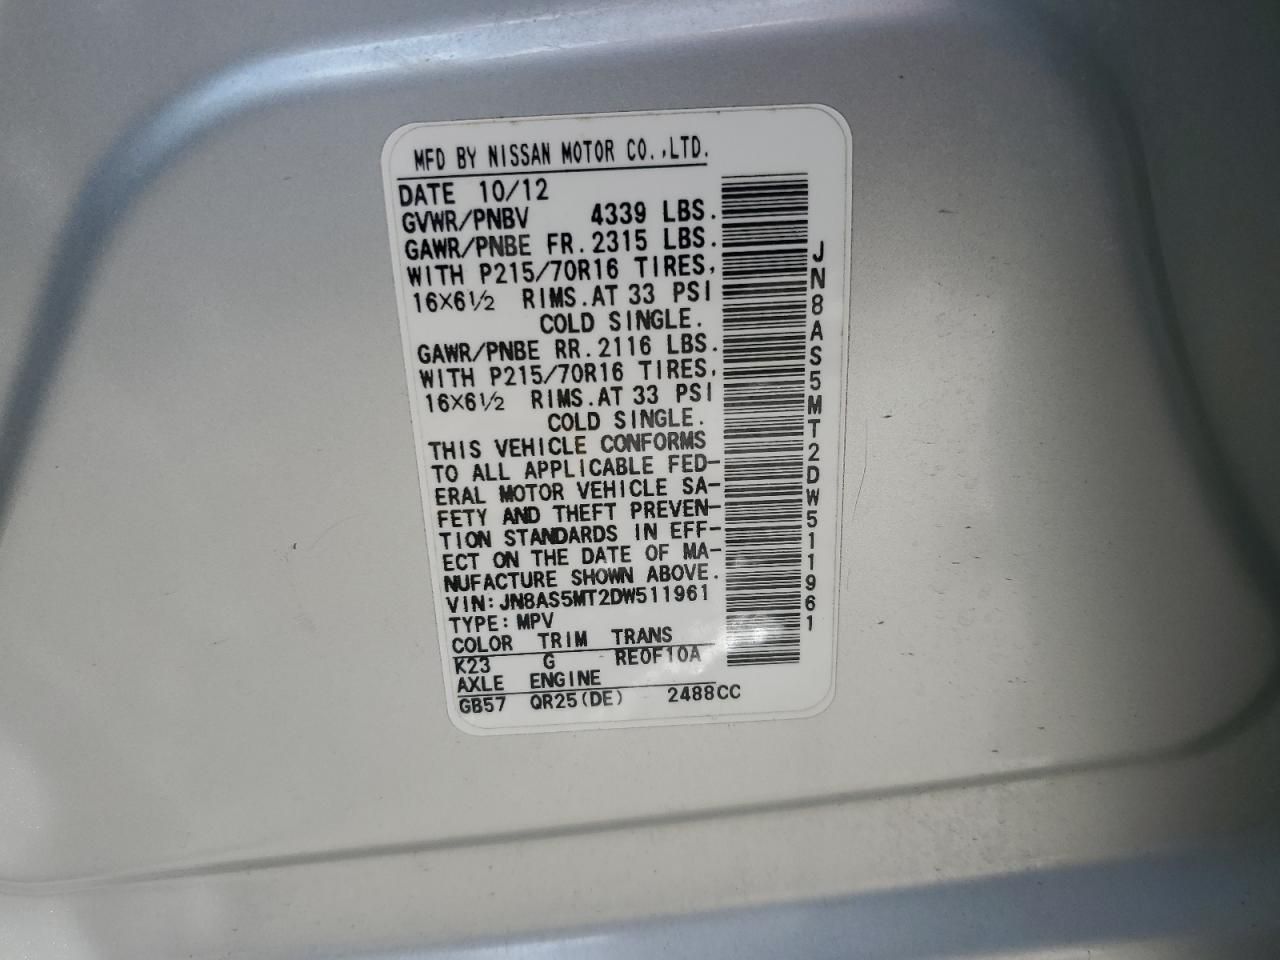 MFD BY NISSAN MOTOR CO.,LTD.
DATE 10/12
GVWR/PNBV 4339 LBS.
GAWR/PNBE FR. 2315 LBS.
WITH P215/70R16 TIRES,
16X6½ RIMS. AT 33 PSI
COLD SINGLE.
GAWR/PNBE RR. 2116 LBS.
WITH P215/70R16 TIRES,
16X6½ RIMS. AT 33 PSI
COLD SINGLE.
THIS VEHICLE CONFORMS
TO ALL APPLICABLE FED-
ERAL MOTOR VEHICLE SA-
FETY AND THEFT PREVEN-
TION STANDARDS IN EFF-
ECT ON THE DATE OF MA-
NUFACTURE SHOWN ABOVE.
VIN: JN8AS5MT2DW511961
TYPE: MPV
COLOR TRIM TRANS
K23 G RE0F10A
AXLE ENGINE
GB57 QR25(DE) 2488CC
JN8AS5MT2DW511961